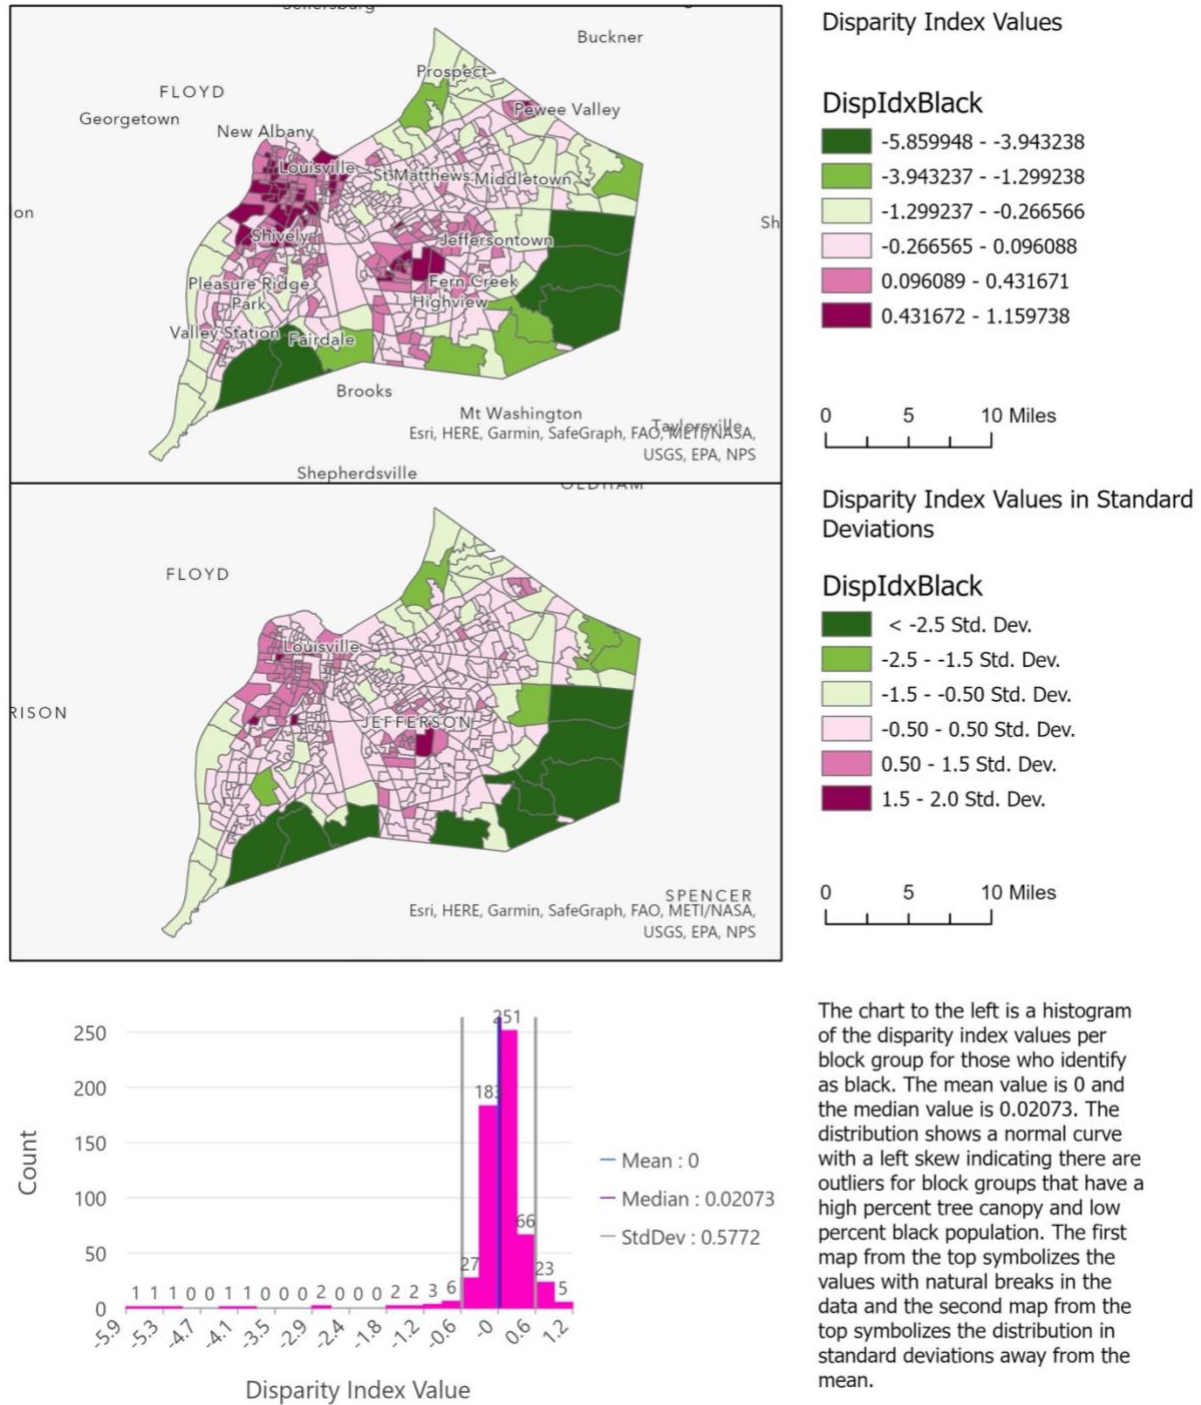 Sellersburg
Buckner
Prospect
FLOYD
Pewee Valley
Georgetown
New Albany
Louisville
St Matthews
Middletown
Shively
Jeffersontown
Pleasure Ridge
Park
Fern Creek
Highview
Valley Station
Fairdale
Brooks
Mt Washington
Taylorsville
Esri, HERE, Garmin, SafeGraph, FAO, METI/NASA,
USGS, EPA, NPS
Shepherdsville
Disparity Index Values
DispIdxBlack
-5.859948 - -3.943238
-3.943237 - -1.299238
-1.299237 - -0.266566
-0.266565 - 0.096088
0.096089 - 0.431671
0.431672 - 1.159738
0 5 10 Miles
OLDHAM
FLOYD
Louisville
RISON
JEFFERSON
SPENCER
Esri, HERE, Garmin, SafeGraph, FAO, METI/NASA,
USGS, EPA, NPS
Disparity Index Values in Standard
Deviations
DispIdxBlack
< -2.5 Std. Dev.
-2.5 - -1.5 Std. Dev.
-1.5 - -0.50 Std. Dev.
-0.50 - 0.50 Std. Dev.
0.50 - 1.5 Std. Dev.
1.5 - 2.0 Std. Dev.
0 5 10 Miles
Count
250
200
150
100
50
0
1 1 1 0 0 1 1 0 0 0 2 0 0 0 2 2 3 6 27 183 251 66 23 5
-5.9 -5.3 -4.7 -4.1 -3.5 -2.9 -2.4 -1.8 -1.2 -0.6 -0 0.6 1.2
Disparity Index Value
Mean : 0
Median : 0.02073
StdDev : 0.5772
The chart to the left is a histogram
of the disparity index values per
block group for those who identify
as black. The mean value is 0 and
the median value is 0.02073. The
distribution shows a normal curve
with a left skew indicating there are
outliers for block groups that have a
high percent tree canopy and low
percent black population. The first
map from the top symbolizes the
values with natural breaks in the
data and the second map from the
top symbolizes the distribution in
standard deviations away from the
mean.